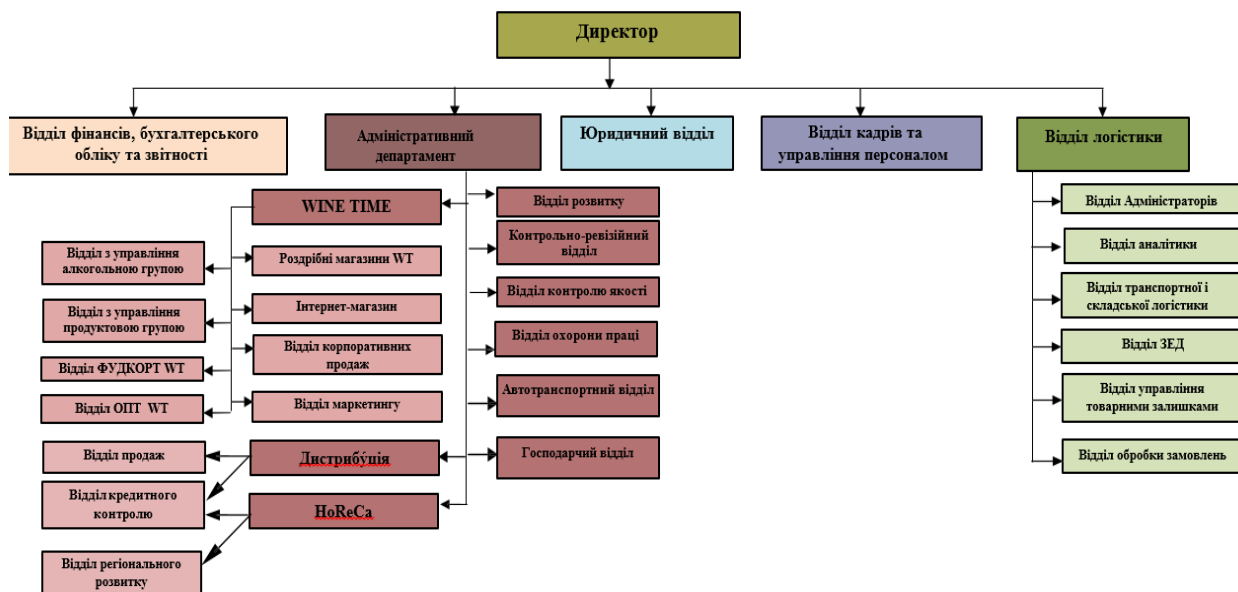 Директор
Відділ фінансів, бухгалтерського
обліку та звітності
Адміністративний
департамент
Юридичний відділ
Відділ кадрів та
управління персоналом
Відділ логістики
WINE TIME
Відділ з управління
алкогольною групою
Відділ з управління
продуктовою групою
Відділ ФУДКОРТ WT
Відділ ОПТ WT
Роздрібні магазини WT
Інтернет-магазин
Відділ корпоративних
продаж
Відділ маркетингу
Дистрибу́ція
HoReCa
Відділ продаж
Відділ кредитного
контролю
Відділ регіонального
розвитку
Відділ розвитку
Контрольно-ревізійний
відділ
Відділ контролю якості
Відділ охорони праці
Автотранспортний відділ
Господарчий відділ
Відділ Адміністраторів
Відділ аналітики
Відділ транспортної і
складської логістики
Відділ ЗЕД
Відділ управління
товарними залишками
Відділ обробки замовлень